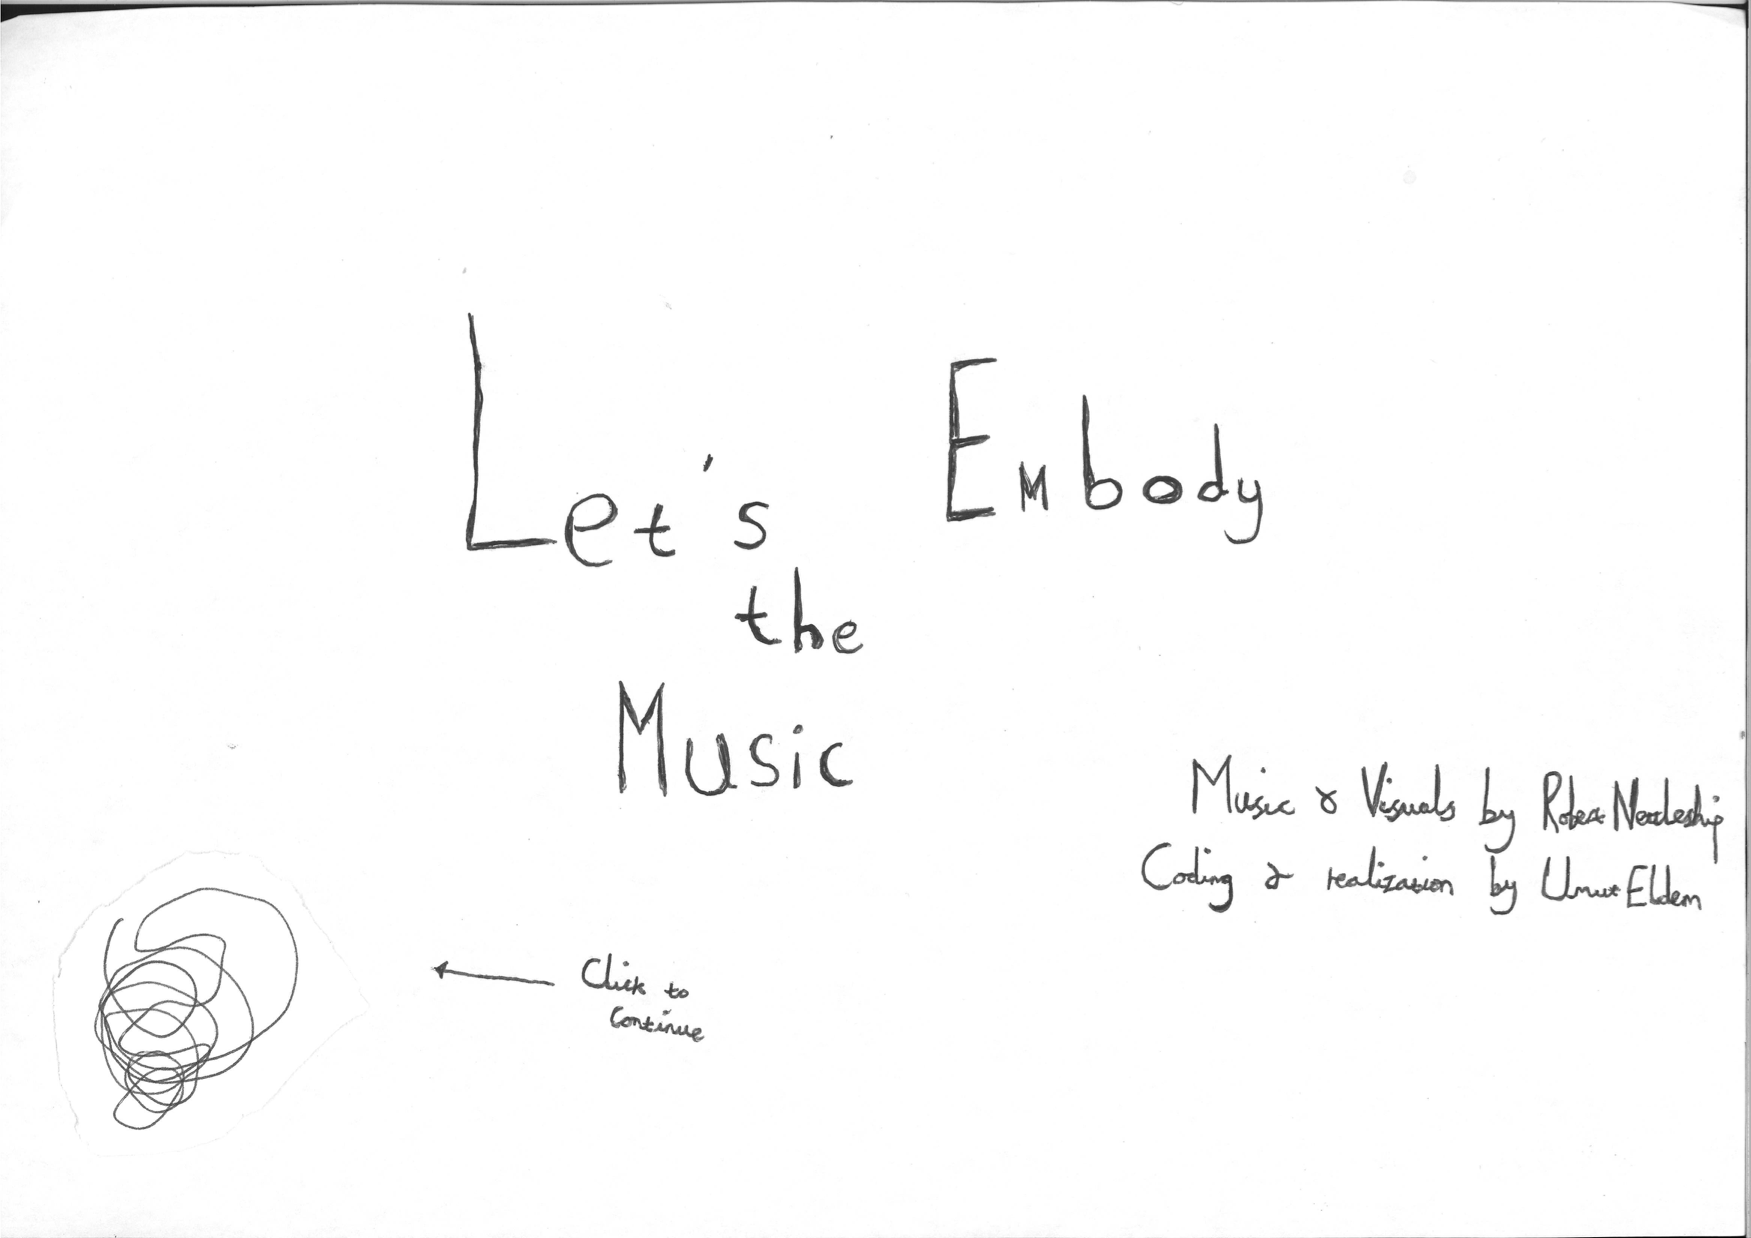 Let's Embody
the
Music
Music & Visuals by Robert Nettleship
Coding & realization by Umut Eldem
Click to
Continue